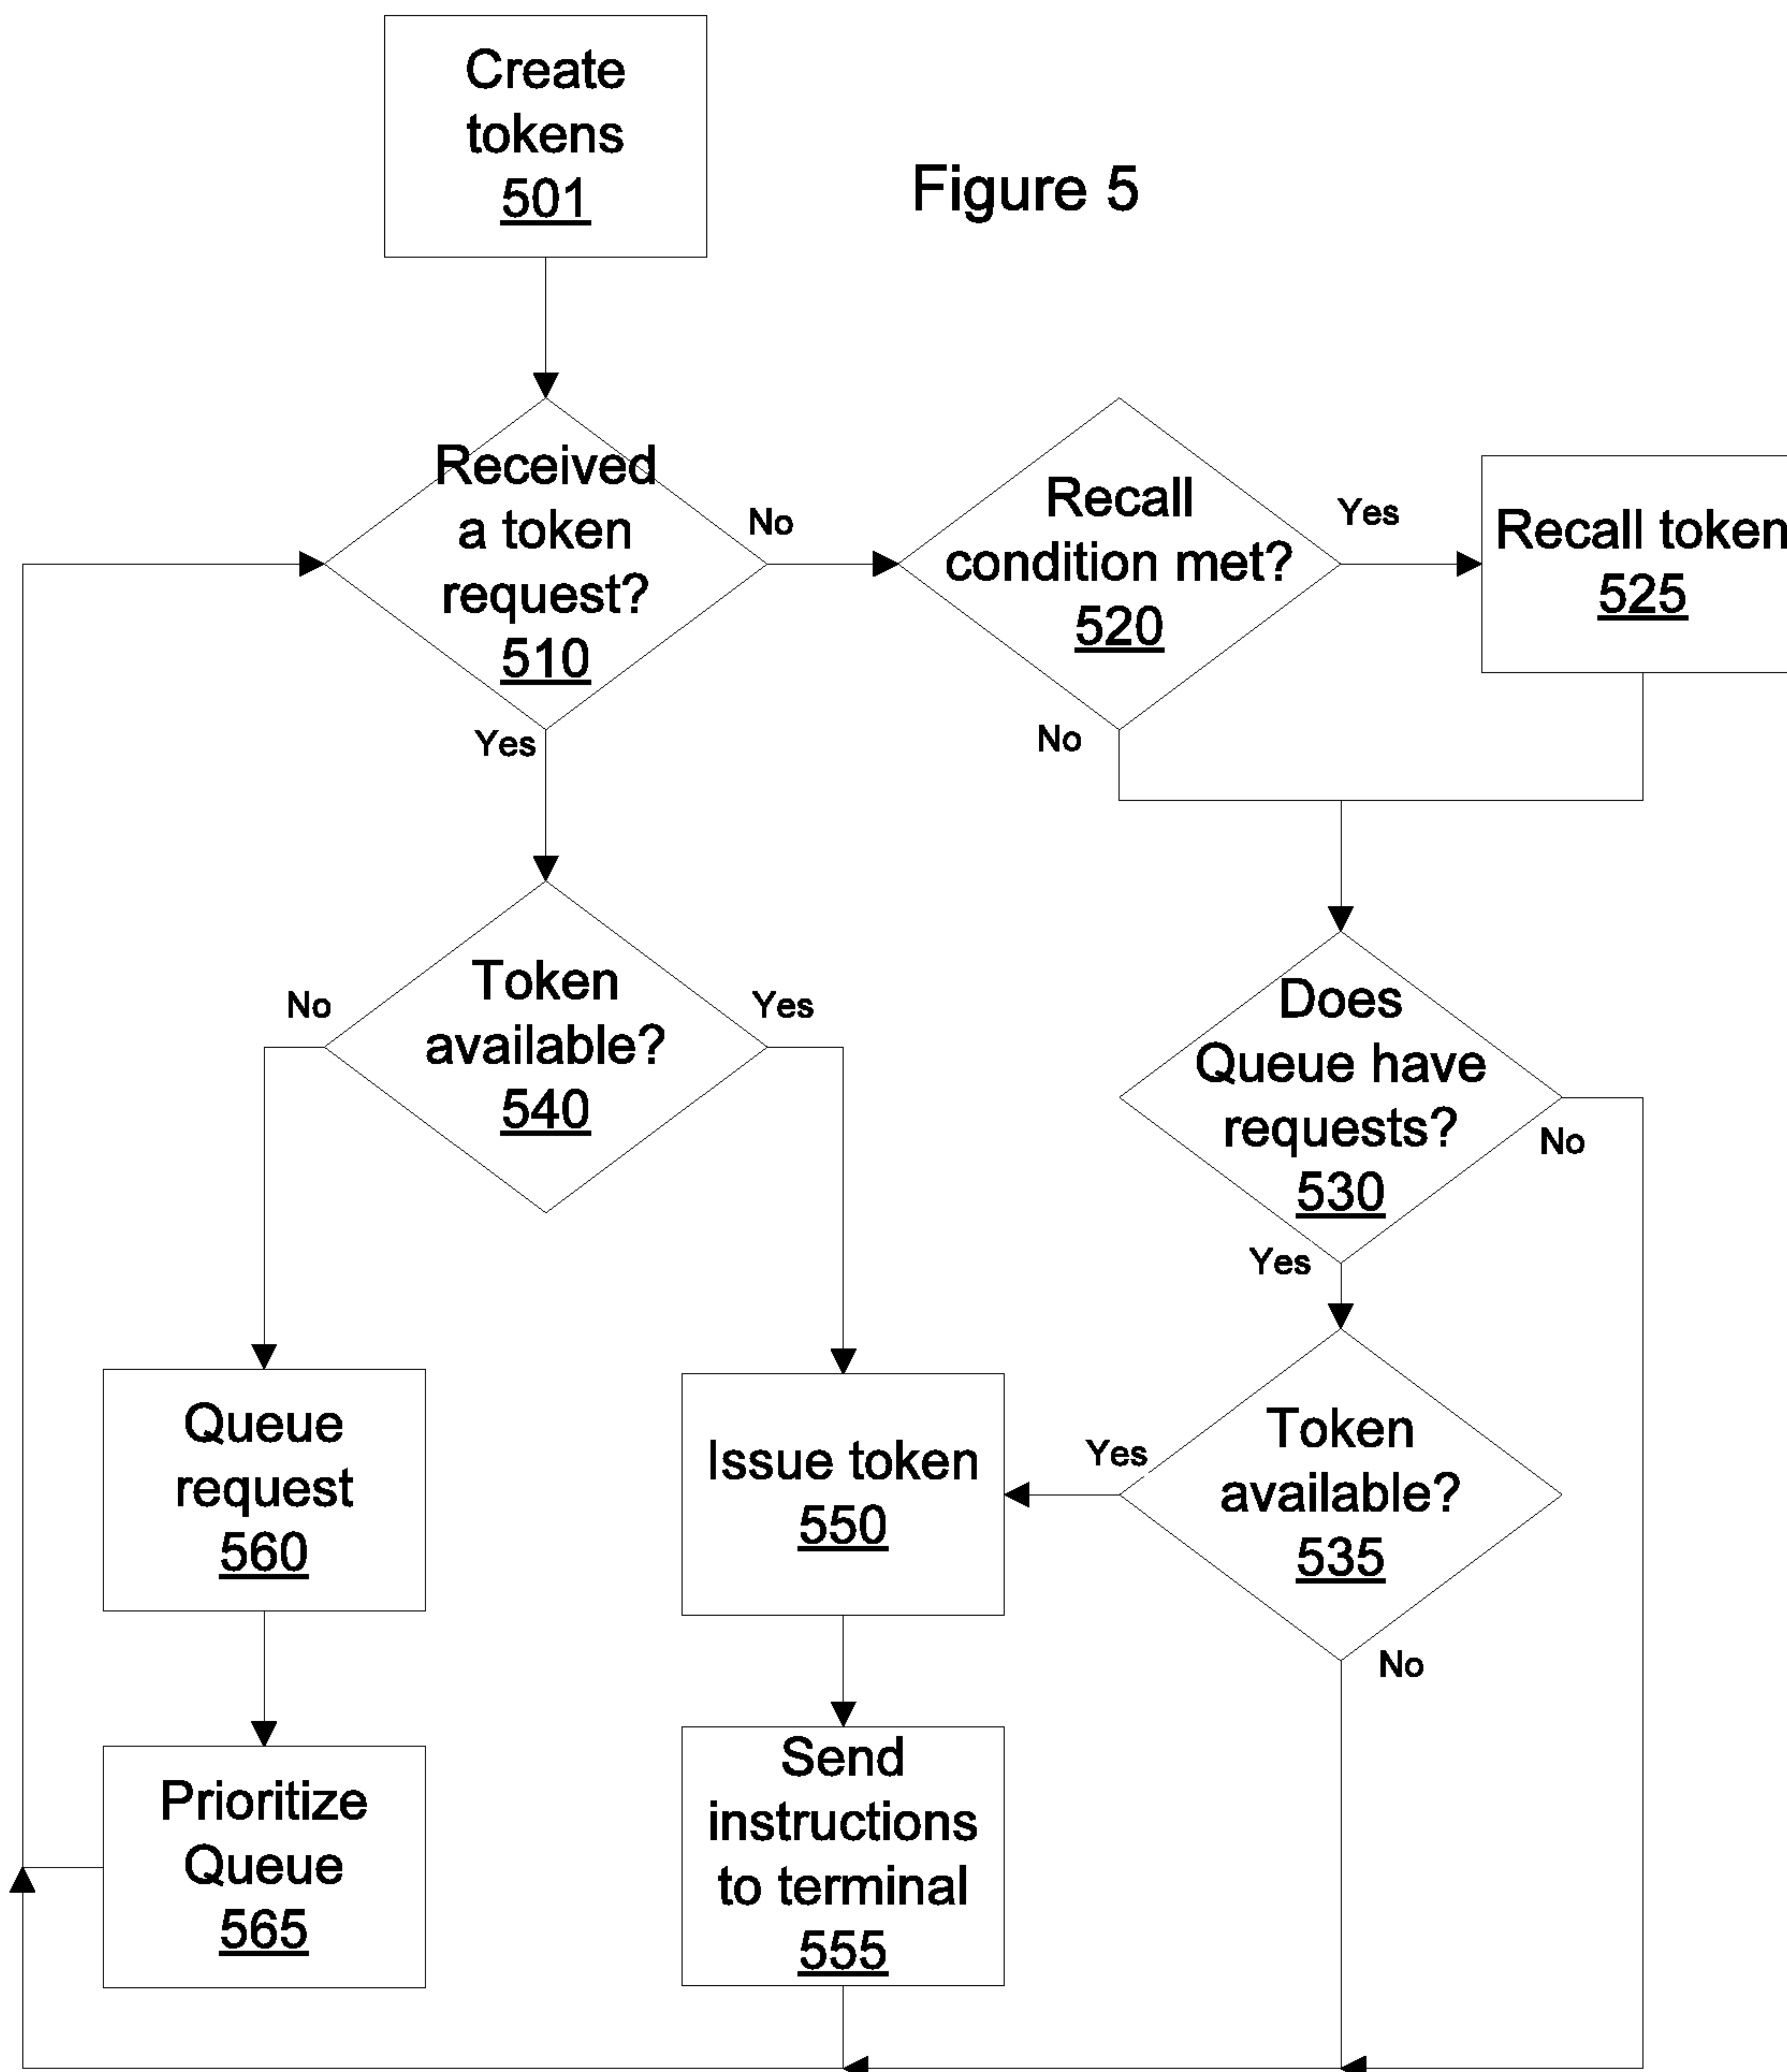 Create
tokens
501
Figure 5
Received
a token
request?
510
No
Yes
Recall
condition met?
520
Yes
No
Recall token
525
Token
available?
540
No
Yes
Does
Queue have
requests?
530
No
Yes
Queue
request
560
Issue token
550
Yes
Token
available?
535
No
Prioritize
Queue
565
Send
instructions
to terminal
555